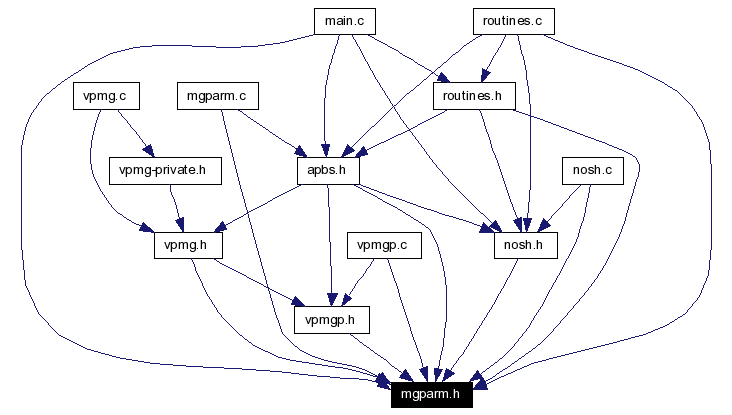 main.c
routines.c
vpmg.c
mgparm.c
routines.h
vpmg-private.h
apbs.h
nosh.c
vpmg.h
vpmgp.c
nosh.h
vpmgp.h
mgparm.h